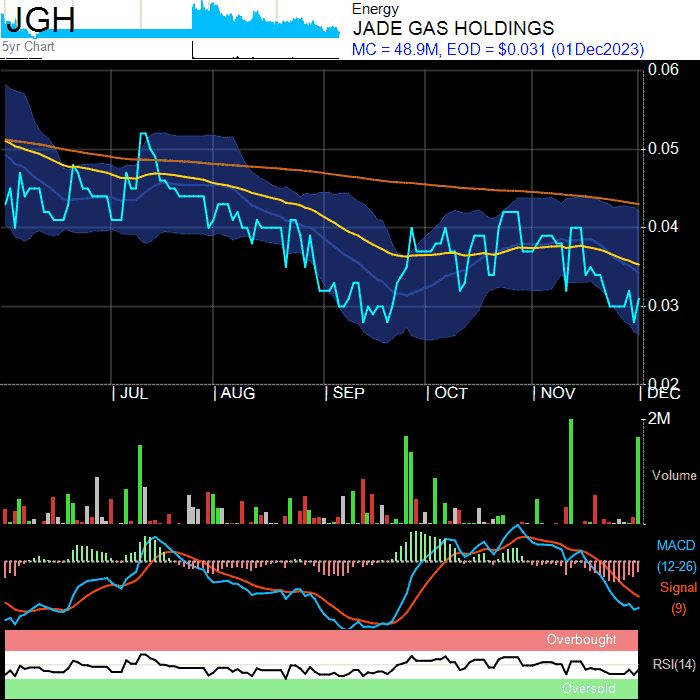 JGH
5yr Chart
Energy
JADE GAS HOLDINGS
MC = 48.9M, EOD = $0.031 (01Dec2023)
0.06
0.05
0.04
0.03
0.02
| JUL | AUG | SEP | OCT | NOV | DEC
2M
Volume
MACD
(12-26)
Signal
(9)
Overbought
RSI(14)
Oversold